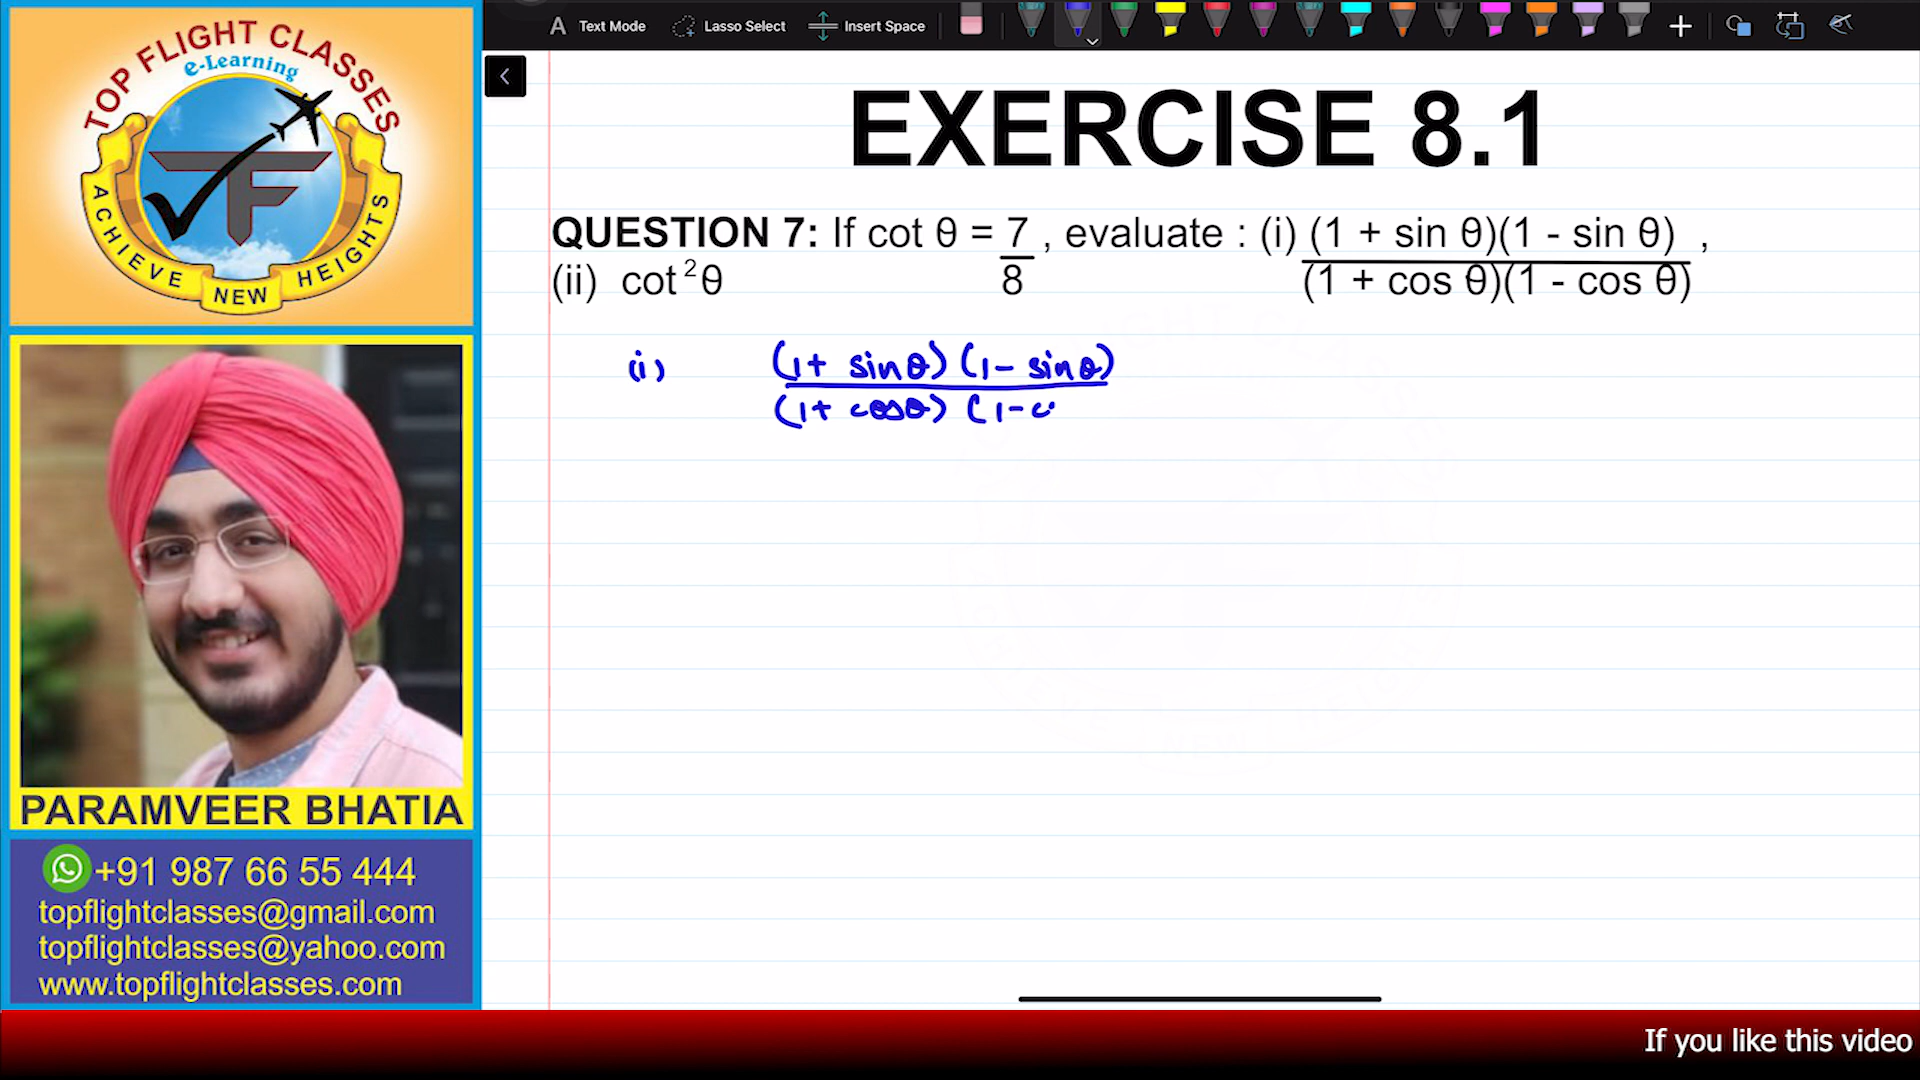 TOP FLIGHT CLASSES
e-Learning
TF
ACHIEVE NEW HEIGHTS
PARAMVEER BHATIA
+91 987 66 55 444
topflightclasses@gmail.com
topflightclasses@yahoo.com
www.topflightclasses.com
A Text Mode Lasso Select Insert Space
EXERCISE 8.1
QUESTION 7: If cot θ = 7/8 , evaluate : (i) (1 + sin θ)(1 - sin θ) / (1 + cos θ)(1 - cos θ) ,
(ii) cot²θ
(i) (1+ sinθ) (1- sinθ)
(1+ cosθ) (1-c
If you like this video